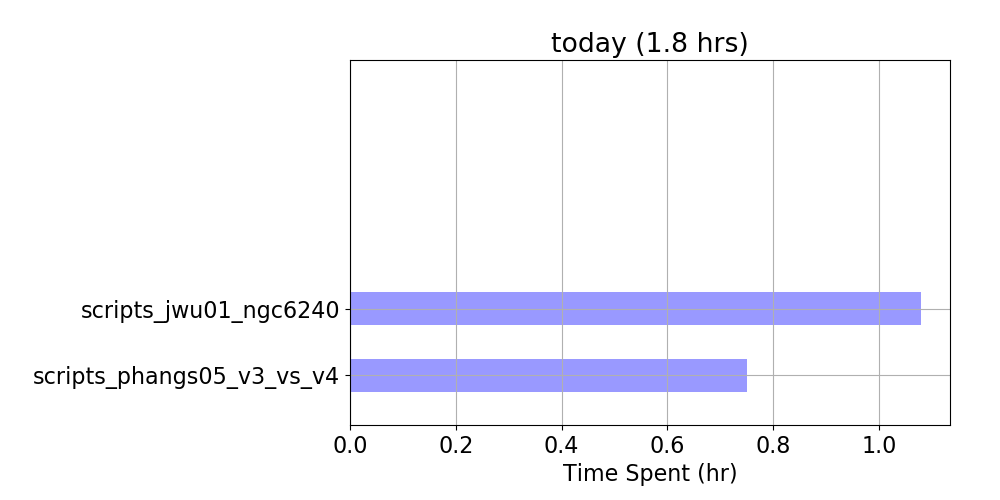 today (1.8 hrs)
scripts_jwu01_ngc6240
scripts_phangs05_v3_vs_v4
0.0 0.2 0.4 0.6 0.8 1.0
Time Spent (hr)